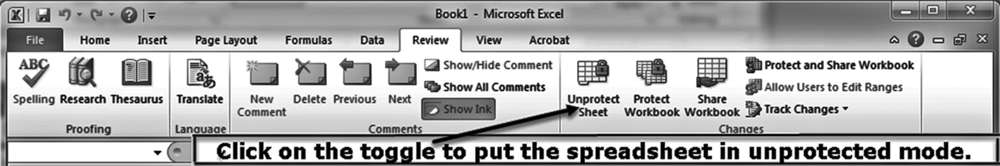 Book1 - Microsoft Excel
File Home Insert Page Layout Formulas Data Review View Acrobat
ABC
Spelling Research Thesaurus
Proofing
Translate
Language
New Comment Delete Previous Next
Show/Hide Comment
Show All Comments
Show Ink
Comments
Unprotect Sheet
Protect Workbook
Share Workbook
Protect and Share Workbook
Allow Users to Edit Ranges
Track Changes
Changes
Click on the toggle to put the spreadsheet in unprotected mode.